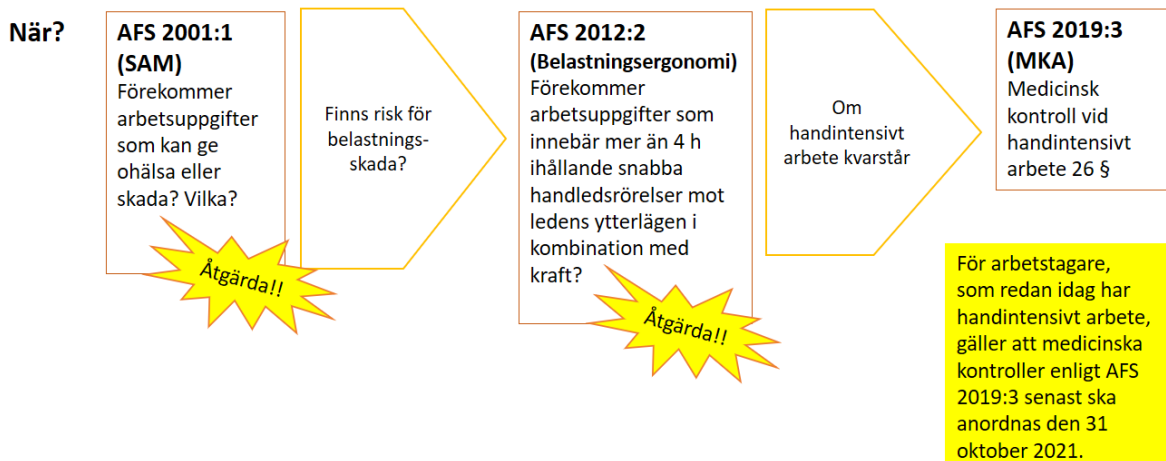 När?
AFS 2001:1
(SAM)
Förekommer
arbetsuppgifter
som kan ge
ohälsa eller
skada? Vilka?
Åtgärda!!
Finns risk för
belastnings-
skada?
AFS 2012:2
(Belastningsergonomi)
Förekommer
arbetsuppgifter som
innebär mer än 4 h
ihållande snabba
handledsrörelser mot
ledens ytterlägen i
kombination med
kraft?
Åtgärda!!
Om
handintensivt
arbete kvarstår
AFS 2019:3
(MKA)
Medicinsk
kontroll vid
handintensivt
arbete 26 §
För arbetstagare,
som redan idag har
handintensivt arbete,
gäller att medicinska
kontroller enligt AFS
2019:3 senast ska
anordnas den 31
oktober 2021.